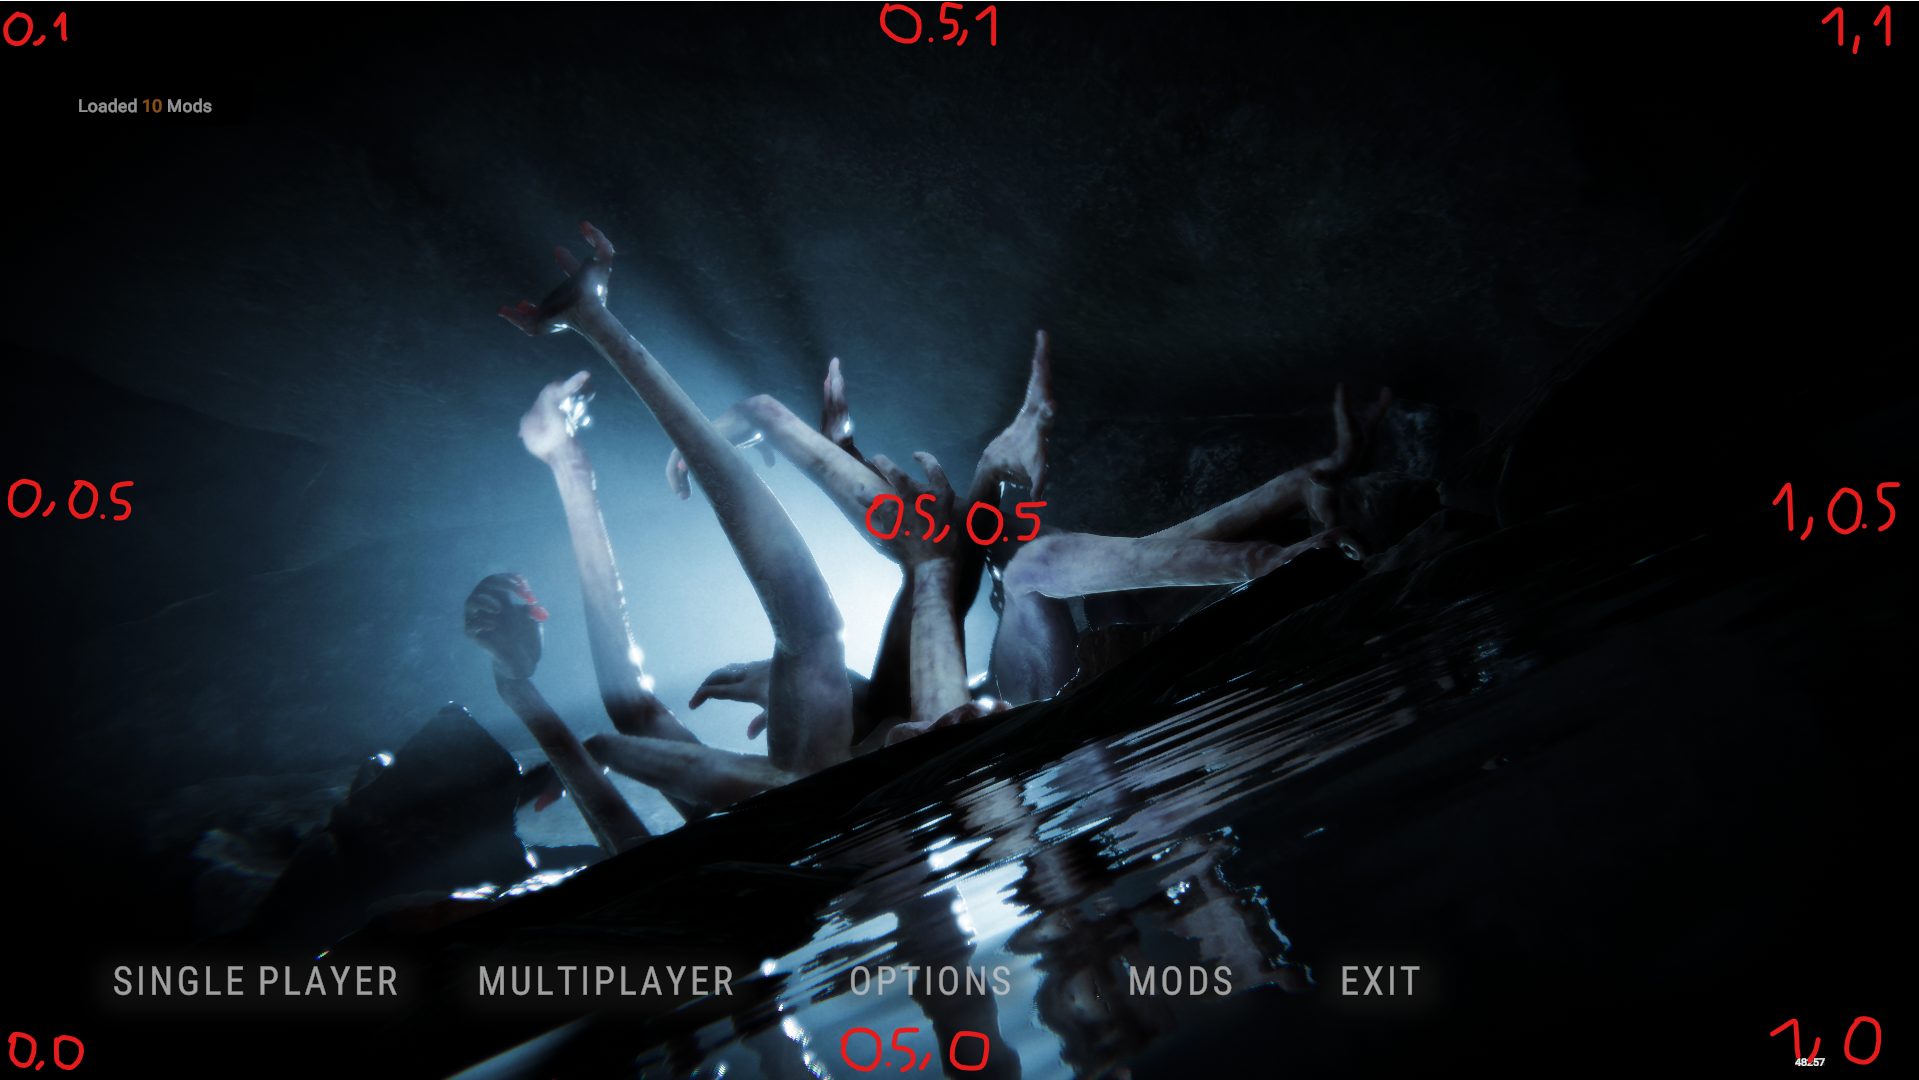 0,1
0.5,1
1,1
Loaded 10 Mods
0,0.5
0.5,0.5
1,0.5
SINGLE PLAYER
MULTIPLAYER
OPTIONS
MODS
EXIT
0,0
0.5,0
1,0